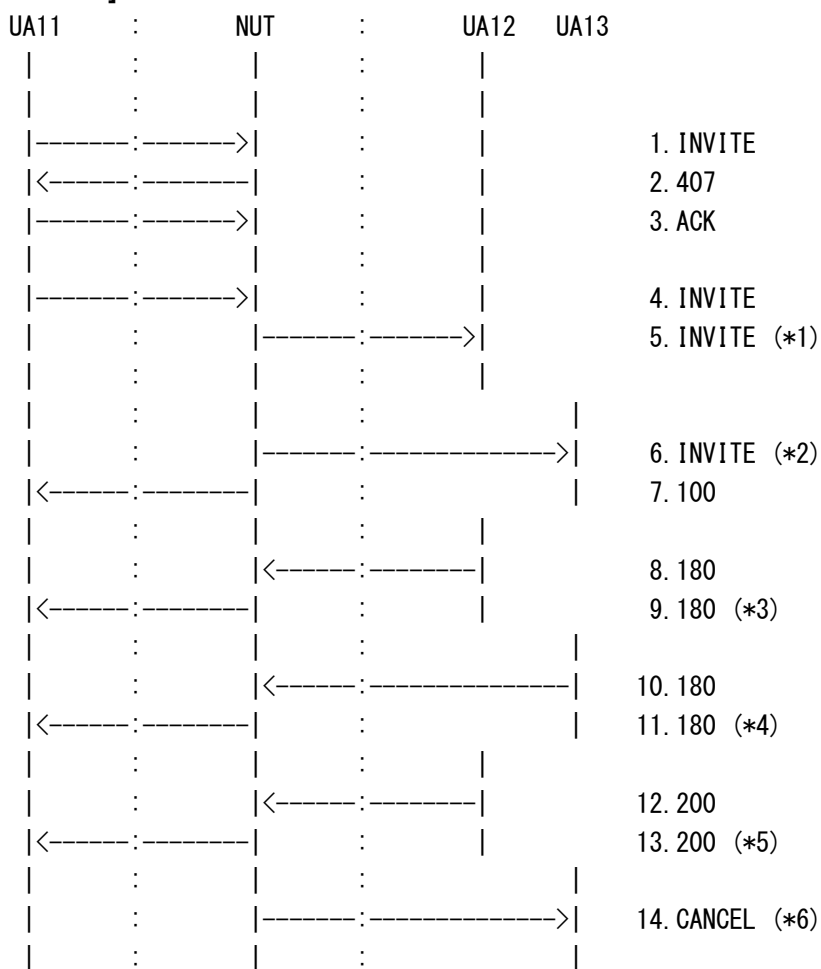 ]
UA11 : NUT : UA12 UA13
| : | : |
| : | : |
|-------:------->| : | 1. INVITE
|<------:--------| : | 2. 407
|-------:------->| : | 3. ACK
| : | : |
|-------:------->| : | 4. INVITE
| : |-------:------->| 5. INVITE (*1)
| : | : |
| : | : |
| : |-------:-------------->| 6. INVITE (*2)
|<------:--------| : | 7. 100
| : | : |
| : |<------:--------| 8. 180
|<------:--------| : | 9. 180 (*3)
| : | : |
| : |<------:---------------| 10. 180
|<------:--------| : | 11. 180 (*4)
| : | : |
| : |<------:--------| 12. 200
|<------:--------| : | 13. 200 (*5)
| : | : |
| : |-------:-------------->| 14. CANCEL (*6)
| : | : |